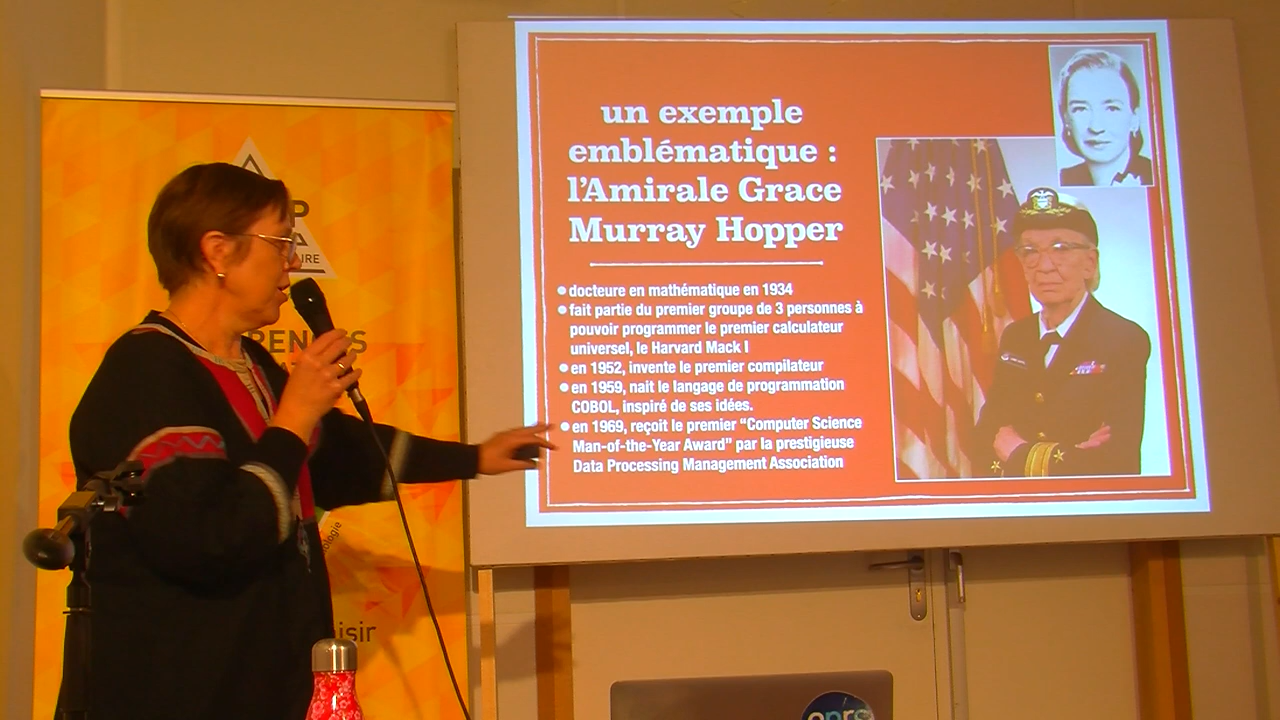 un exemple
emblématique :
l'Amirale Grace
Murray Hopper
docteure en mathématique en 1934
fait partie du premier groupe de 3 personnes à
pouvoir programmer le premier calculateur
universel, le Harvard Mack I
en 1952, invente le premier compilateur
en 1959, nait le langage de programmation
COBOL, inspiré de ses idées.
en 1969, reçoit le premier “Computer Science
Man-of-the-Year Award” par la prestigieuse
Data Processing Management Association